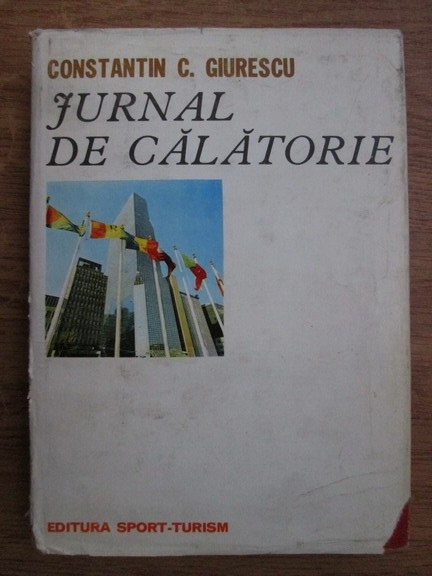 CONSTANTIN C. GIURESCU
JURNAL
DE CĂLĂTORIE
EDITURA SPORT-TURISM